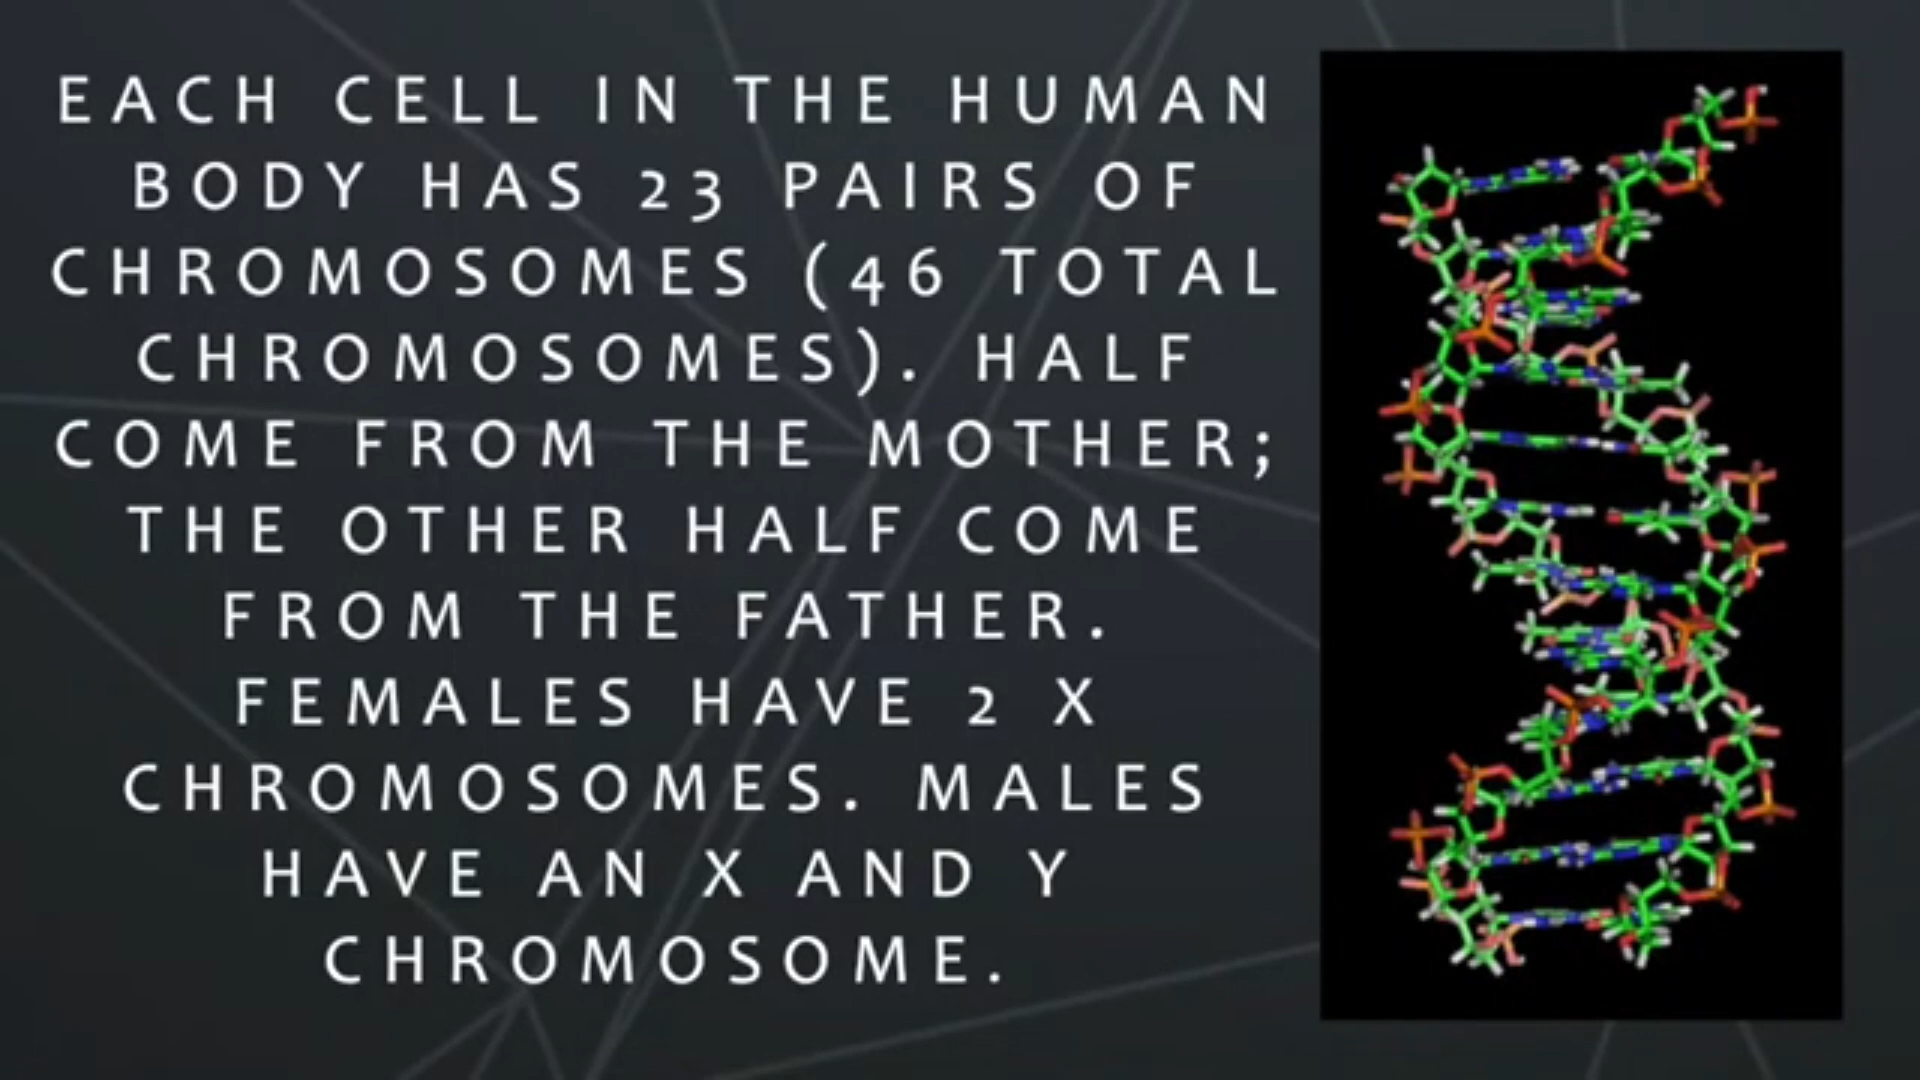 EACH CELL IN THE HUMAN
BODY HAS 23 PAIRS OF
CHROMOSOMES (46 TOTAL
CHROMOSOMES). HALF
COME FROM THE MOTHER;
THE OTHER HALF COME
FROM THE FATHER.
FEMALES HAVE 2 X
CHROMOSOMES. MALES
HAVE AN X AND Y
CHROMOSOME.